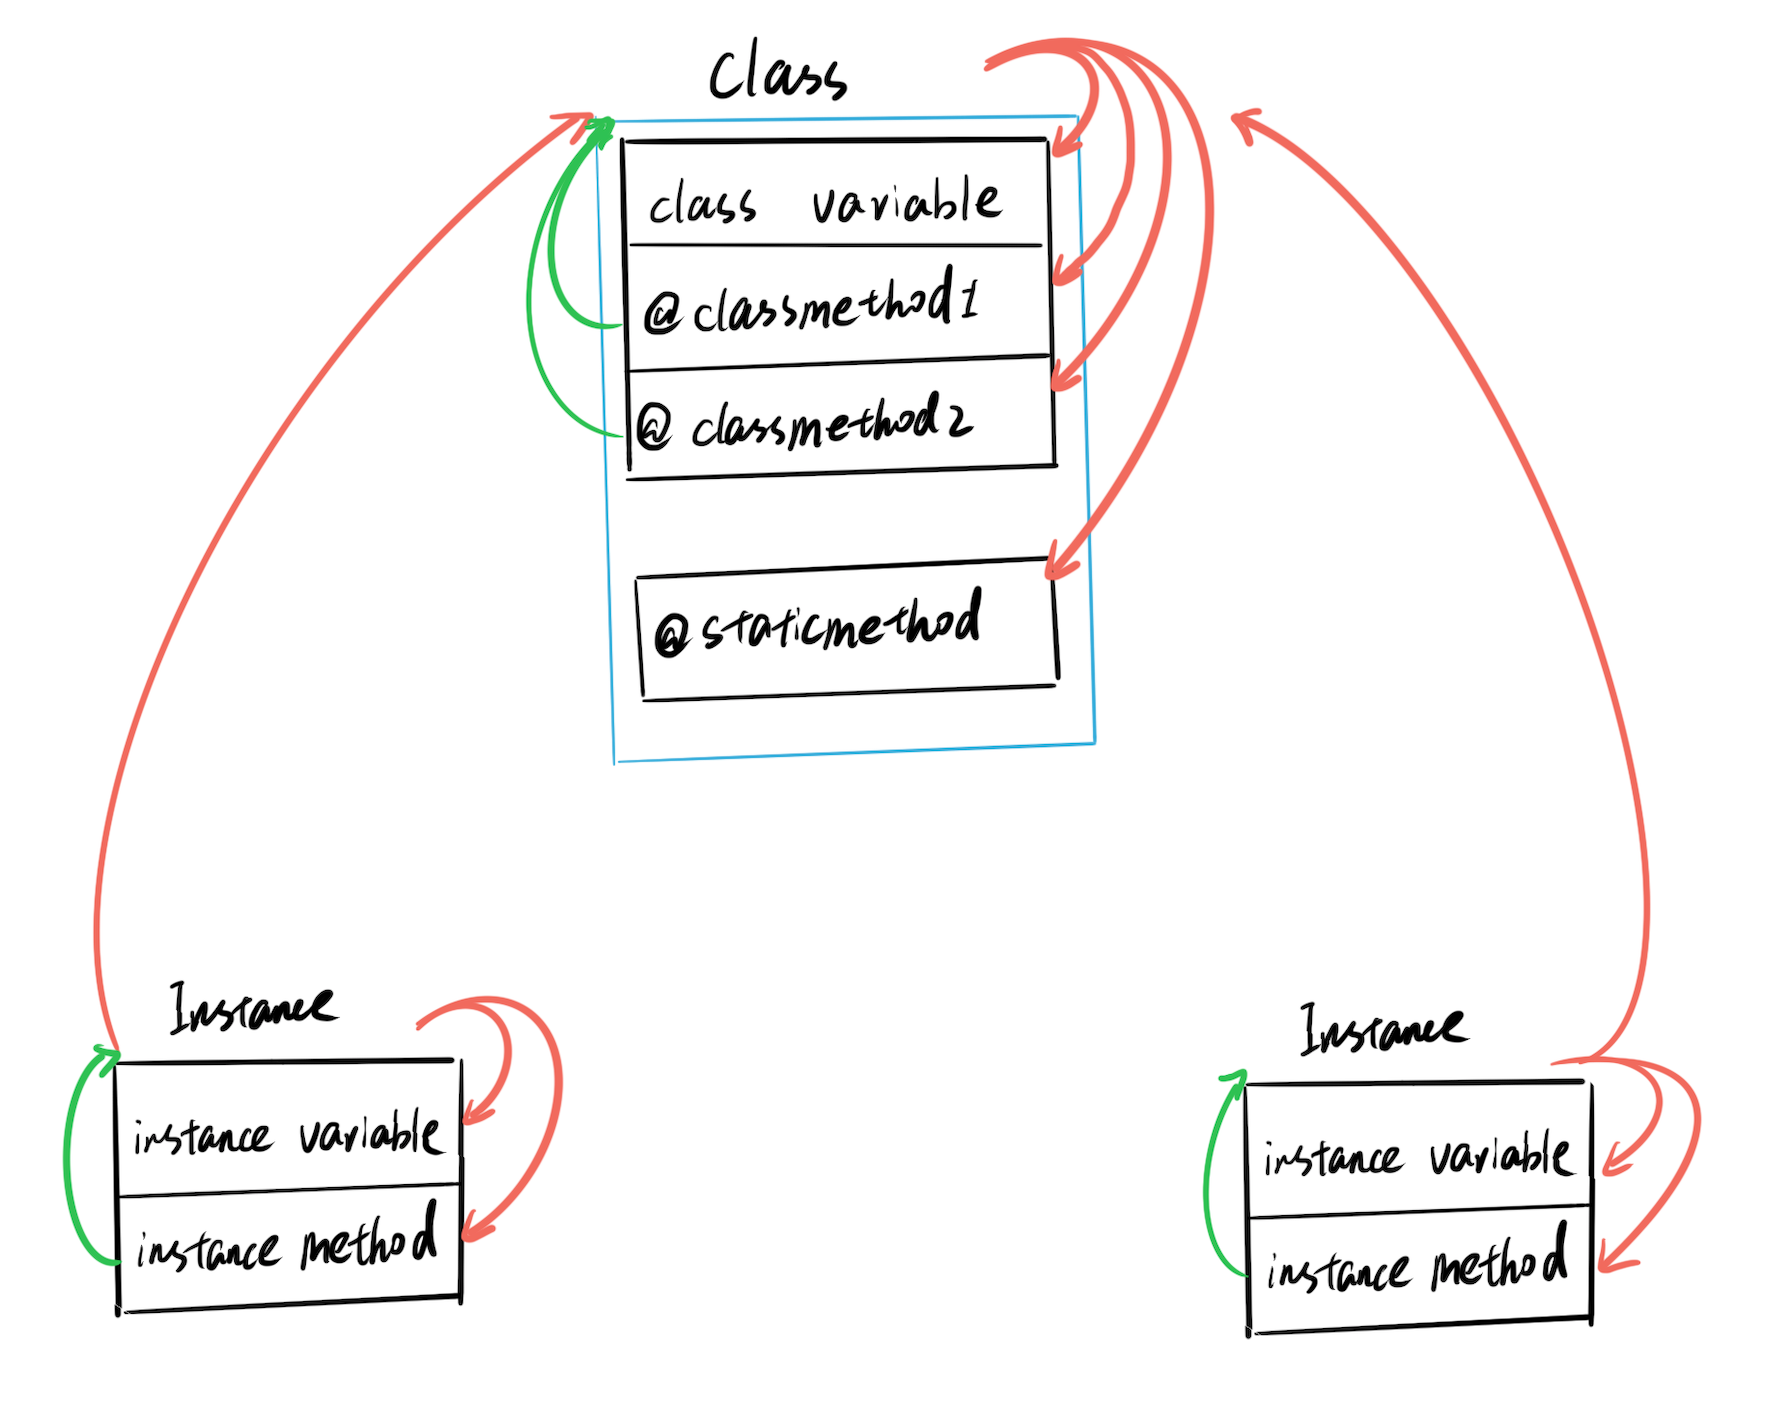 Class
class variable
@classmethod1
@classmethod2
@staticmethod
Instance
instance variable
instance method
Instance
instance variable
instance method